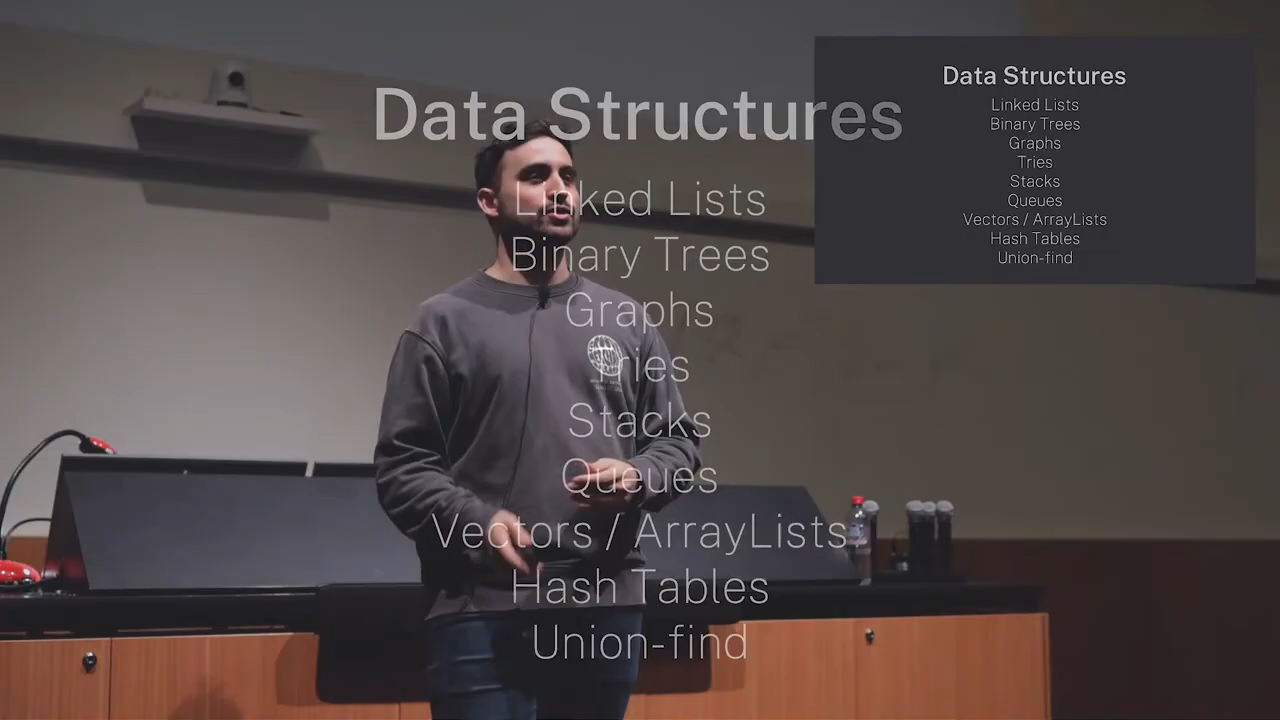 Data Structures
Linked Lists
Binary Trees
Graphs
Tries
Stacks
Queues
Vectors / ArrayLists
Hash Tables
Union-find
Data Structures
Linked Lists
Binary Trees
Graphs
Tries
Stacks
Queues
Vectors / ArrayLists
Hash Tables
Union-find